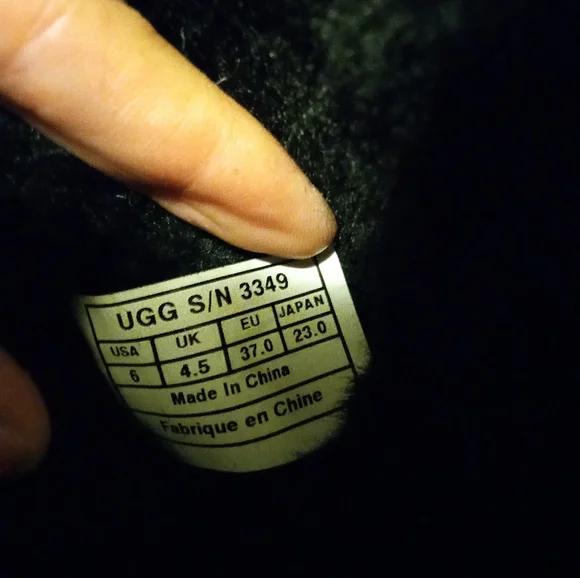 UGG S/N 3349
USA UK EU JAPAN
6 4.5 37.0 23.0
Made In China
Fabrique en Chine